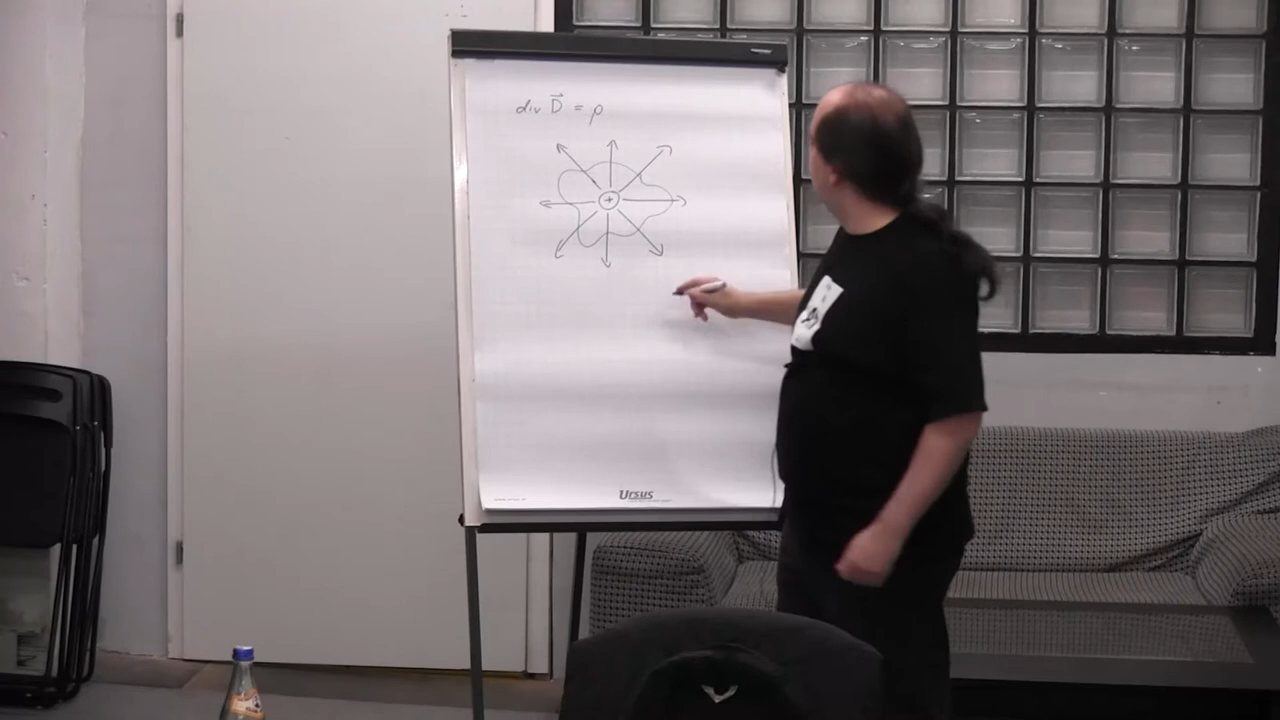 div D⃗ = ρ
+
Ursus